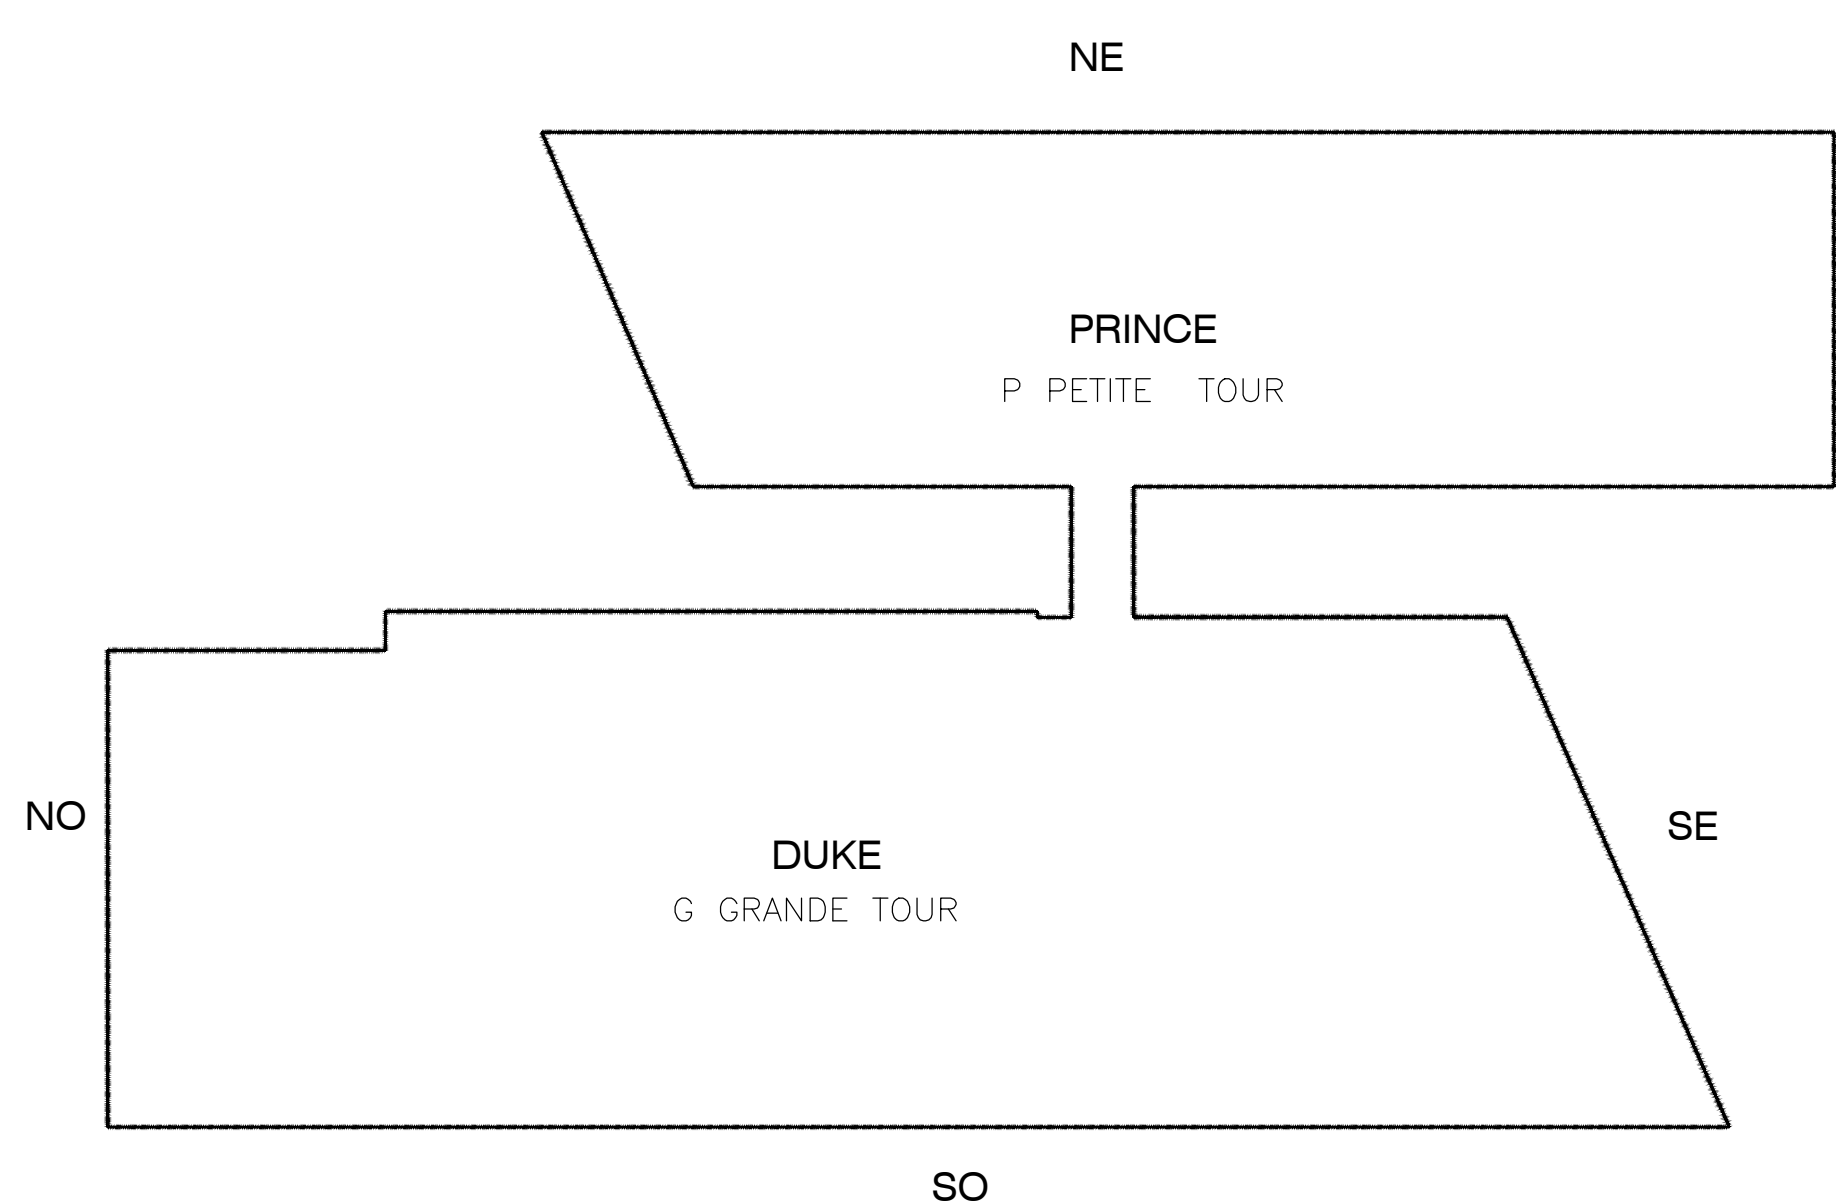 NE
PRINCE
P PETITE TOUR
NO
SE
DUKE
G GRANDE TOUR
SO